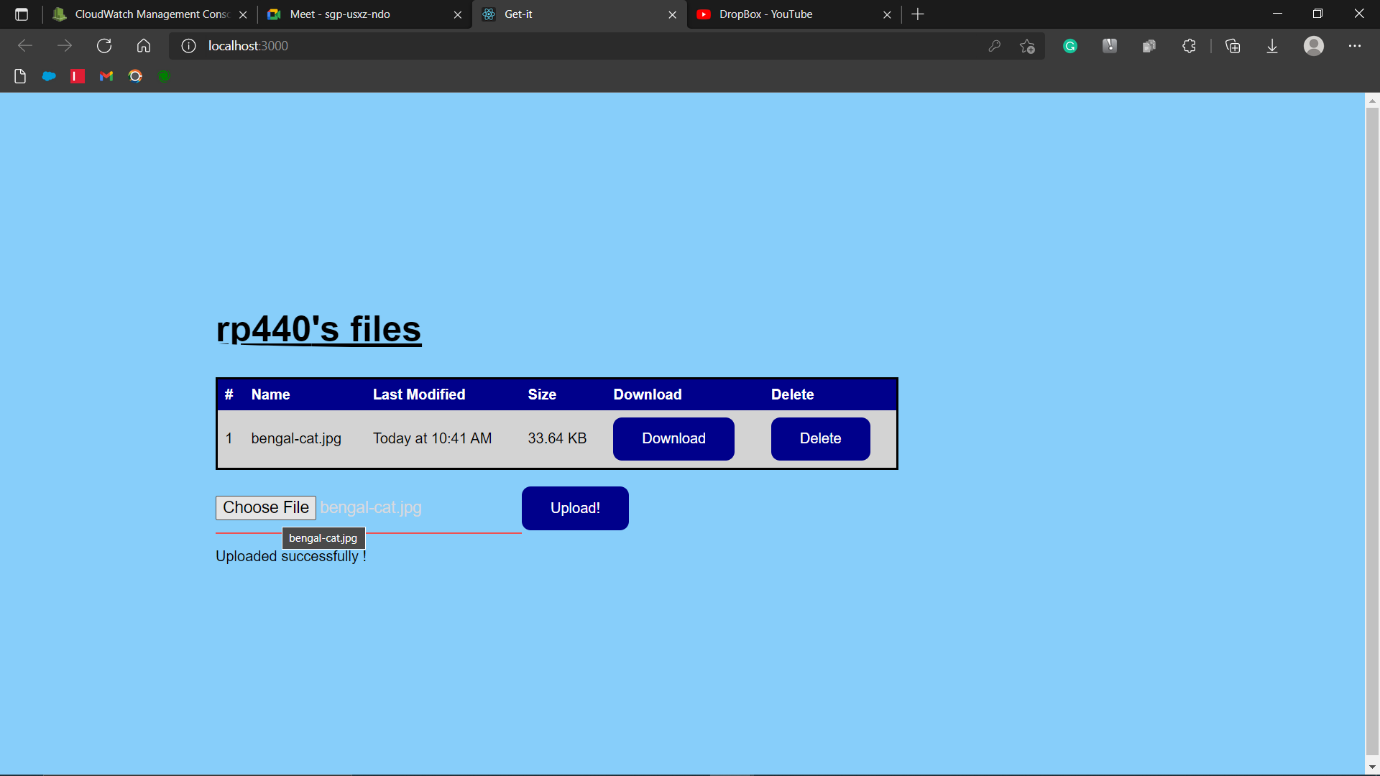 CloudWatch Management Cons
Meet - sgp-usxz-ndo
Get-it
DropBox - YouTube
localhost:3000
rp440's files
# Name Last Modified Size Download Delete
1 bengal-cat.jpg Today at 10:41 AM 33.64 KB Download Delete
Choose File bengal-cat.jpg Upload!
bengal-cat.jpg
Uploaded successfully !